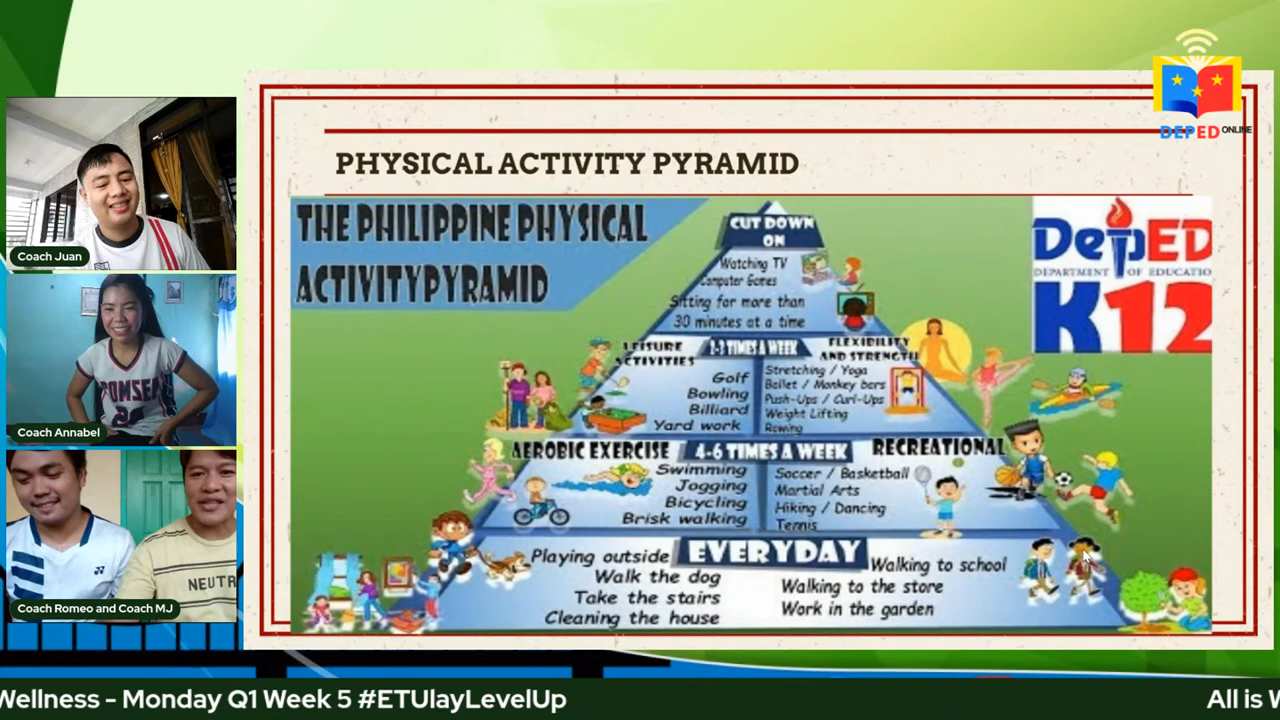 DEPED ONLINE
PHYSICAL ACTIVITY PYRAMID
THE PHILIPPINE PHYSICAL
ACTIVITY PYRAMID
DepED
DEPARTMENT OF EDUCATIO
K12
CUT DOWN
ON
Watching TV
Computer Games
Sitting for more than
30 minutes at a time
LEISURE
ACTIVITIES
2-3 TIMES A WEEK
FLEXIBILITY
AND STRENGTH
Golf
Bowling
Billiard
Yard work
Stretching / Yoga
Ballet / Monkey bars
Push-Ups / Curl-Ups
Weight Lifting
Rowing
AEROBIC EXERCISE
4-6 TIMES A WEEK
RECREATIONAL
Swimming
Jogging
Bicycling
Brisk walking
Soccer / Basketball
Martial Arts
Hiking / Dancing
Tennis
EVERYDAY
Playing outside
Walk the dog
Take the stairs
Cleaning the house
Walking to school
Walking to the store
Work in the garden
Coach Juan
Coach Annabel
Coach Romeo and Coach MJ
NEUTR
Wellness - Monday Q1 Week 5 #ETUlayLevelUp
All is W